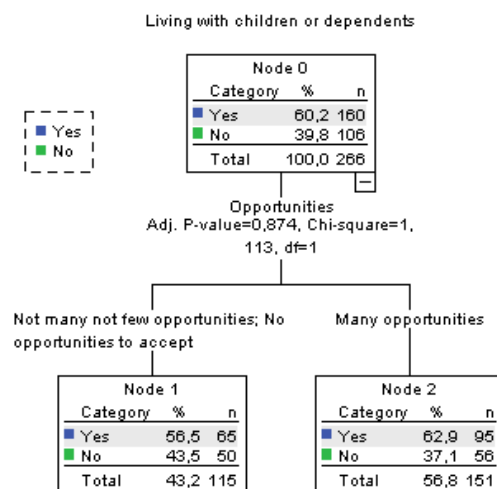 Living with children or dependents
Node 0
Category % n
Yes 60,2 160
No 39,8 106
Total 100,0 266
Yes
No
Opportunities
Adj. P-value=0,874, Chi-square=1,
113, df=1
Not many not few opportunities; No
opportunities to accept
Many opportunities
Node 1
Category % n
Yes 56,5 65
No 43,5 50
Total 43,2 115
Node 2
Category % n
Yes 62,9 95
No 37,1 56
Total 56,8 151